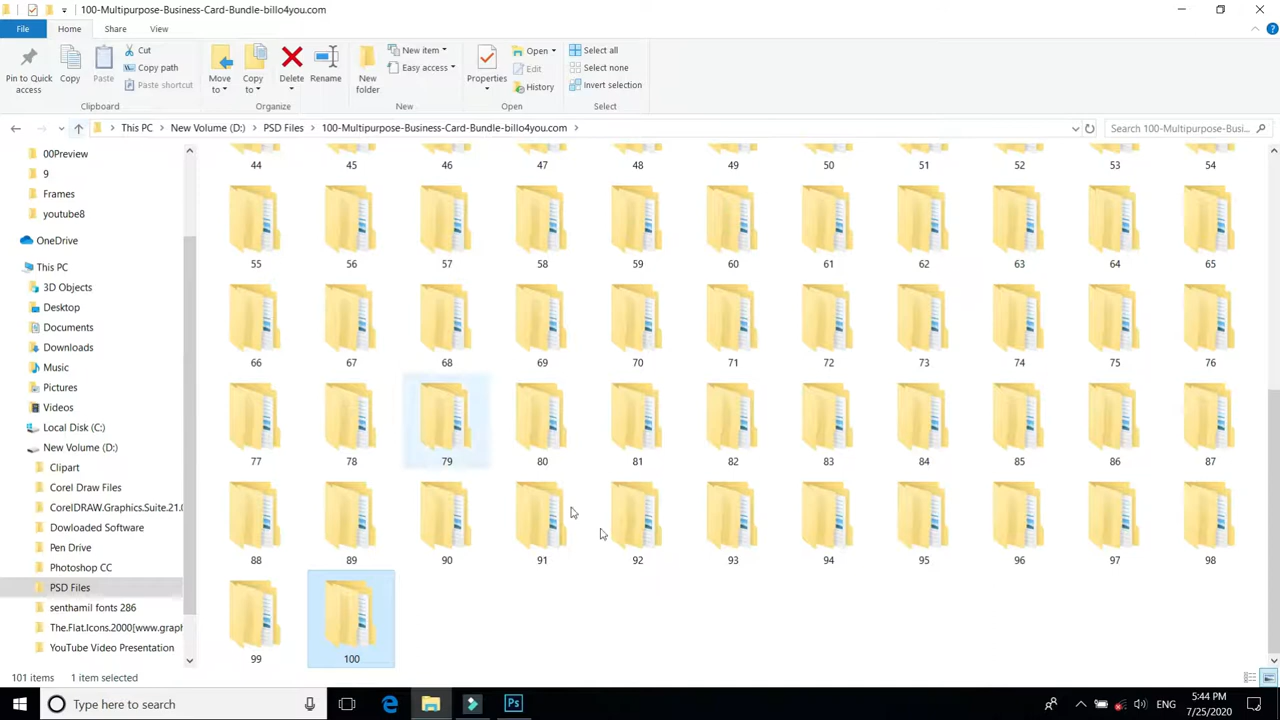 100-Multipurpose-Business-Card-Bundle-billo4you.com
File Home Share View
Pin to Quick access
Copy
Paste
Cut
Copy path
Paste shortcut
Move to
Copy to
Delete
Rename
New folder
New item
Easy access
Properties
Open
Edit
History
Select all
Select none
Invert selection
Clipboard Organize New Open Select
This PC New Volume (D:) PSD Files 100-Multipurpose-Business-Card-Bundle-billo4you.com
Search 100-Multipurpose-Busi...
00Preview
9
Frames
youtube8
OneDrive
This PC
3D Objects
Desktop
Documents
Downloads
Music
Pictures
Videos
Local Disk (C:)
New Volume (D:)
Clipart
Corel Draw Files
CorelDRAW.Graphics.Suite.21.0
Dowloaded Software
Pen Drive
Photoshop CC
PSD Files
senthamil fonts 286
The.Flat.Icons.2000[www.grap
YouTube Video Presentation
44 45 46 47 48 49 50 51 52 53 54
55 56 57 58 59 60 61 62 63 64 65
66 67 68 69 70 71 72 73 74 75 76
77 78 79 80 81 82 83 84 85 86 87
88 89 90 91 92 93 94 95 96 97 98
99 100
101 items 1 item selected
Type here to search
Ps
ENG
5:44 PM
7/25/2020